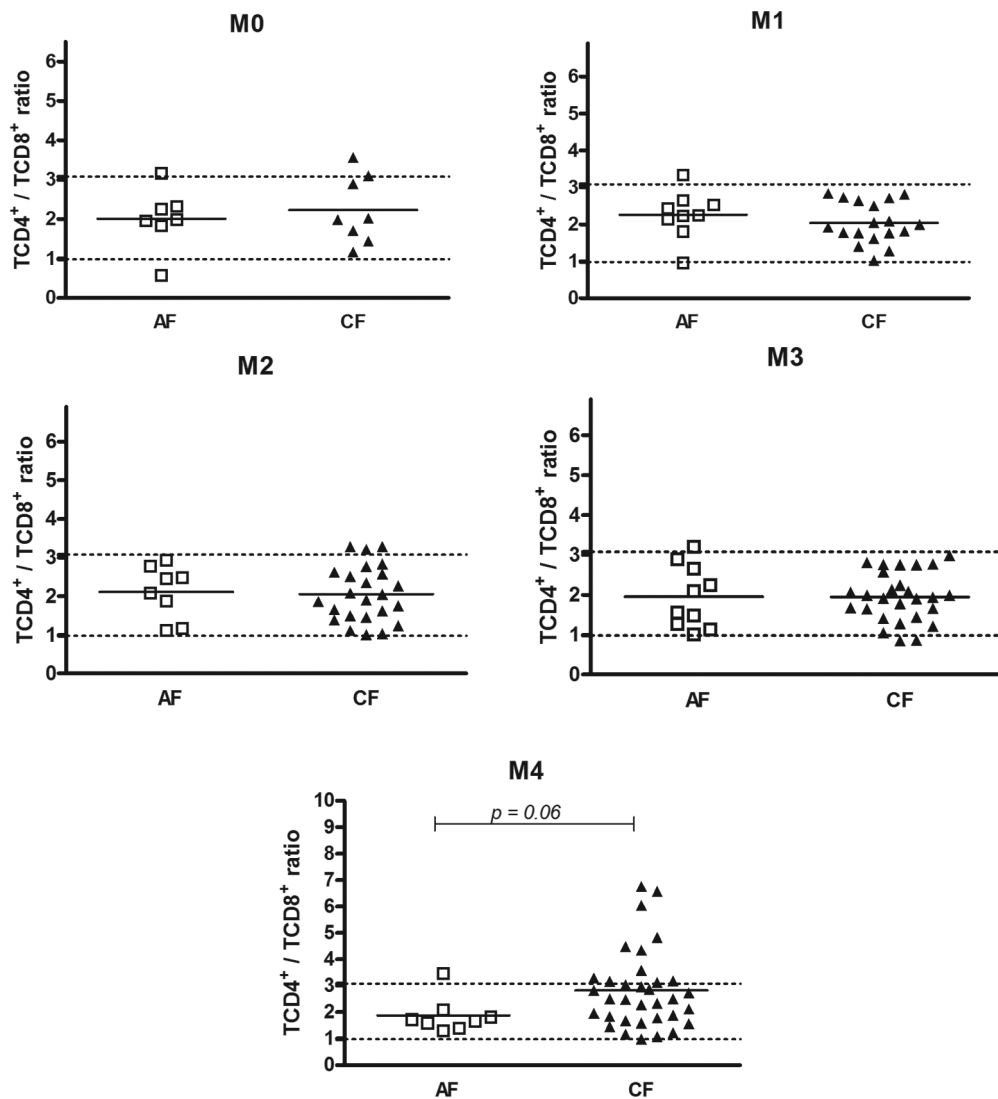 M0
TCD4⁺ / TCD8⁺ ratio
6
5
4
3
2
1
0
AF CF
M1
TCD4⁺ / TCD8⁺ ratio
6
5
4
3
2
1
0
AF CF
M2
TCD4⁺ / TCD8⁺ ratio
6
5
4
3
2
1
0
AF CF
M3
TCD4⁺ / TCD8⁺ ratio
6
5
4
3
2
1
0
AF CF
M4
TCD4⁺ / TCD8⁺ ratio
10
9
8
7
6
5
4
3
2
1
0
p = 0.06
AF CF